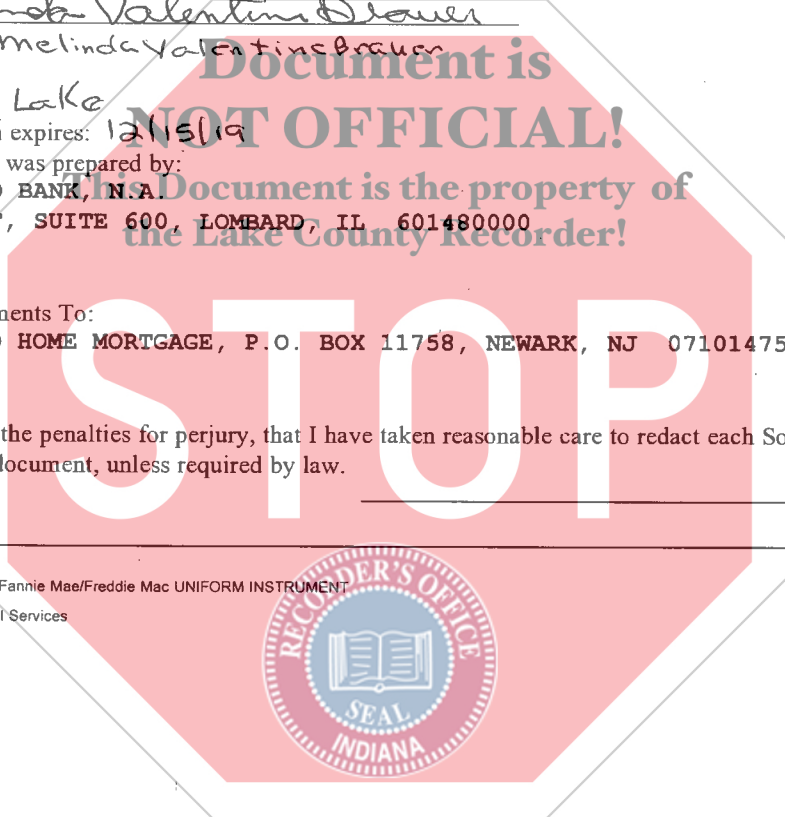 nda Valentine Brauer
Melinda Valentine Brauer
Document is
Lake
NOT OFFICIAL!
expires: 12/15/19
was prepared by:
BANK, N.A.
This Document is the property of
, SUITE 600, LOMBARD, IL 601480000
the Lake County Recorder!
ments To:
HOME MORTGAGE, P.O. BOX 11758, NEWARK, NJ 07101475
STOP
the penalties for perjury, that I have taken reasonable care to redact each So
document, unless required by law.
Fannie Mae/Freddie Mac UNIFORM INSTRUMENT
l Services
RECORDER'S OFFICE
SEAL
INDIANA